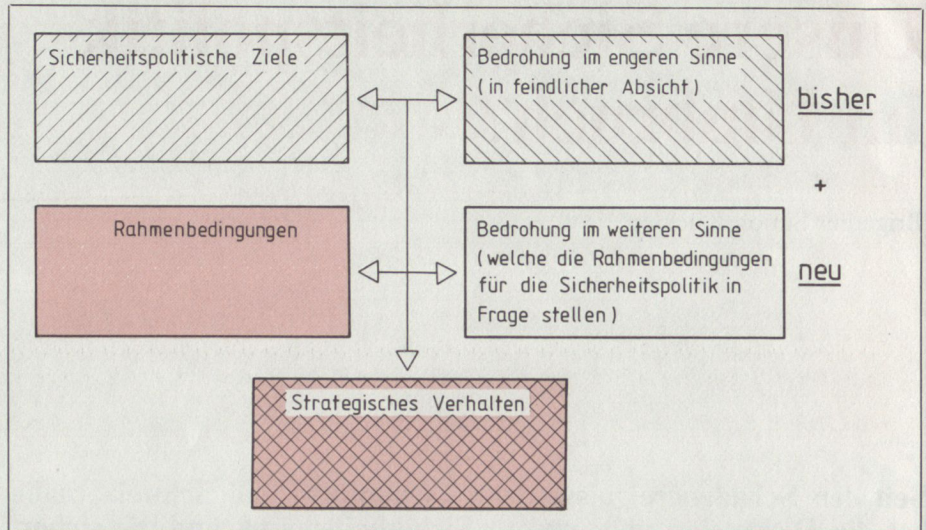 Sicherheitspolitische Ziele
Bedrohung im engeren Sinne
(in feindlicher Absicht)
bisher
+
Rahmenbedingungen
Bedrohung im weiteren Sinne
(welche die Rahmenbedingungen
für die Sicherheitspolitik in
Frage stellen)
neu
Strategisches Verhalten